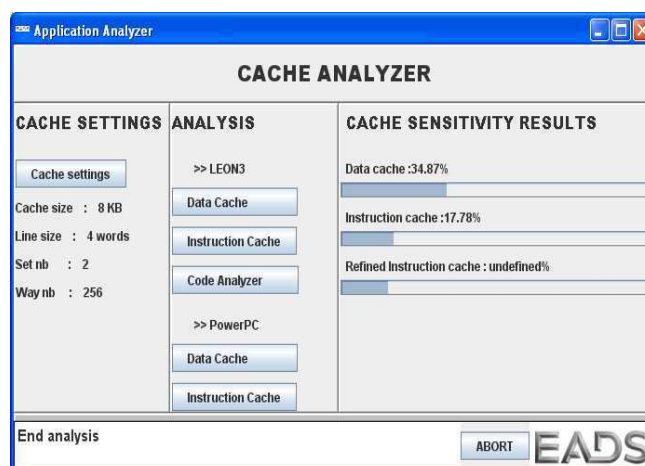 Application Analyzer
CACHE ANALYZER
CACHE SETTINGS
Cache settings
Cache size : 8 KB
Line size : 4 words
Set nb : 2
Way nb : 256
ANALYSIS
>> LEON3
Data Cache
Instruction Cache
Code Analyzer
>> PowerPC
Data Cache
Instruction Cache
CACHE SENSITIVITY RESULTS
Data cache :34.87%
Instruction cache :17.78%
Refined Instruction cache : undefined%
End analysis
ABORT
EADS